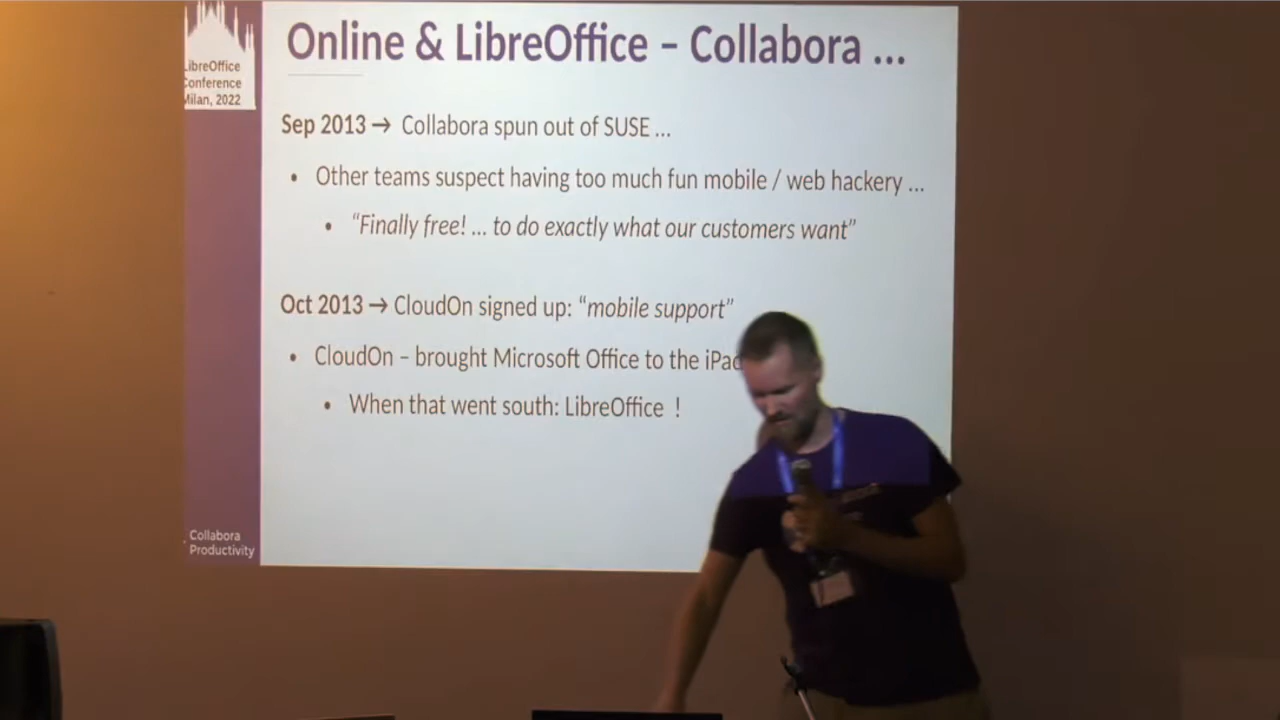 Online & LibreOffice – Collabora ...
LibreOffice
Conference
Milan, 2022
Sep 2013 → Collabora spun out of SUSE ...
• Other teams suspect having too much fun mobile / web hackery ...
• “Finally free! ... to do exactly what our customers want”
Oct 2013 → CloudOn signed up: “mobile support”
• CloudOn – brought Microsoft Office to the iPad
• When that went south: LibreOffice !
Collabora
Productivity